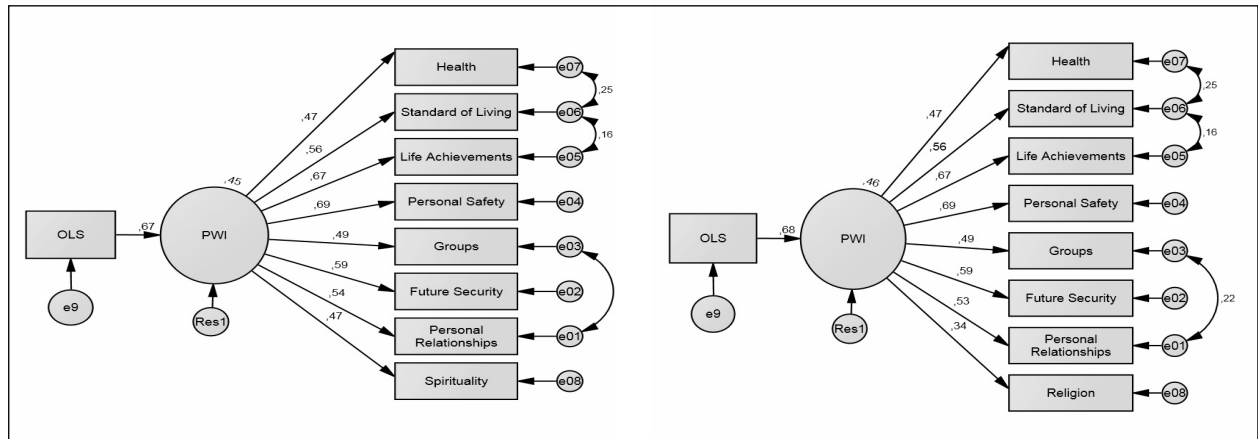 Health
e07
,25
Standard of Living
e06
,16
Life Achievements
e05
Personal Safety
e04
Groups
e03
Future Security
e02
Personal
Relationships
e01
Spirituality
e08
,47
,56
,67
,69
,49
,59
,54
,47
,45
PWI
,67
OLS
e9
Res1
Health
e07
,25
Standard of Living
e06
,16
Life Achievements
e05
Personal Safety
e04
Groups
e03
,22
Future Security
e02
Personal
Relationships
e01
Religion
e08
,47
,56
,67
,69
,49
,59
,53
,34
,46
PWI
,68
OLS
e9
Res1